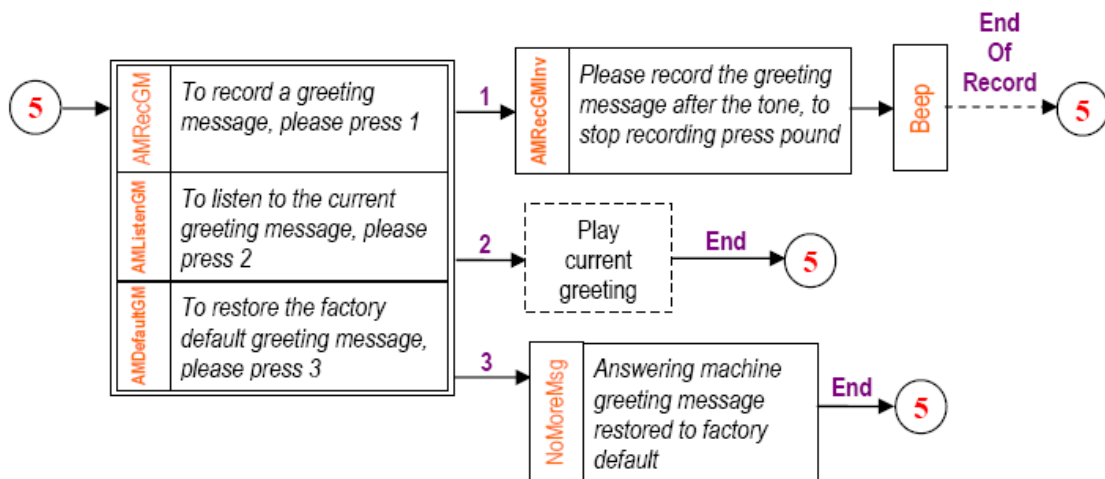 5
AMRecGM
To record a greeting
message, please press 1
AMListenGM
To listen to the current
greeting message, please
press 2
AMDefaultGM
To restore the factory
default greeting message,
please press 3
1
AMRecGMInv
Please record the greeting
message after the tone, to
stop recording press pound
Beep
End
Of
Record
5
2
Play
current
greeting
End
5
3
NoMoreMsg
Answering machine
greeting message
restored to factory
default
End
5